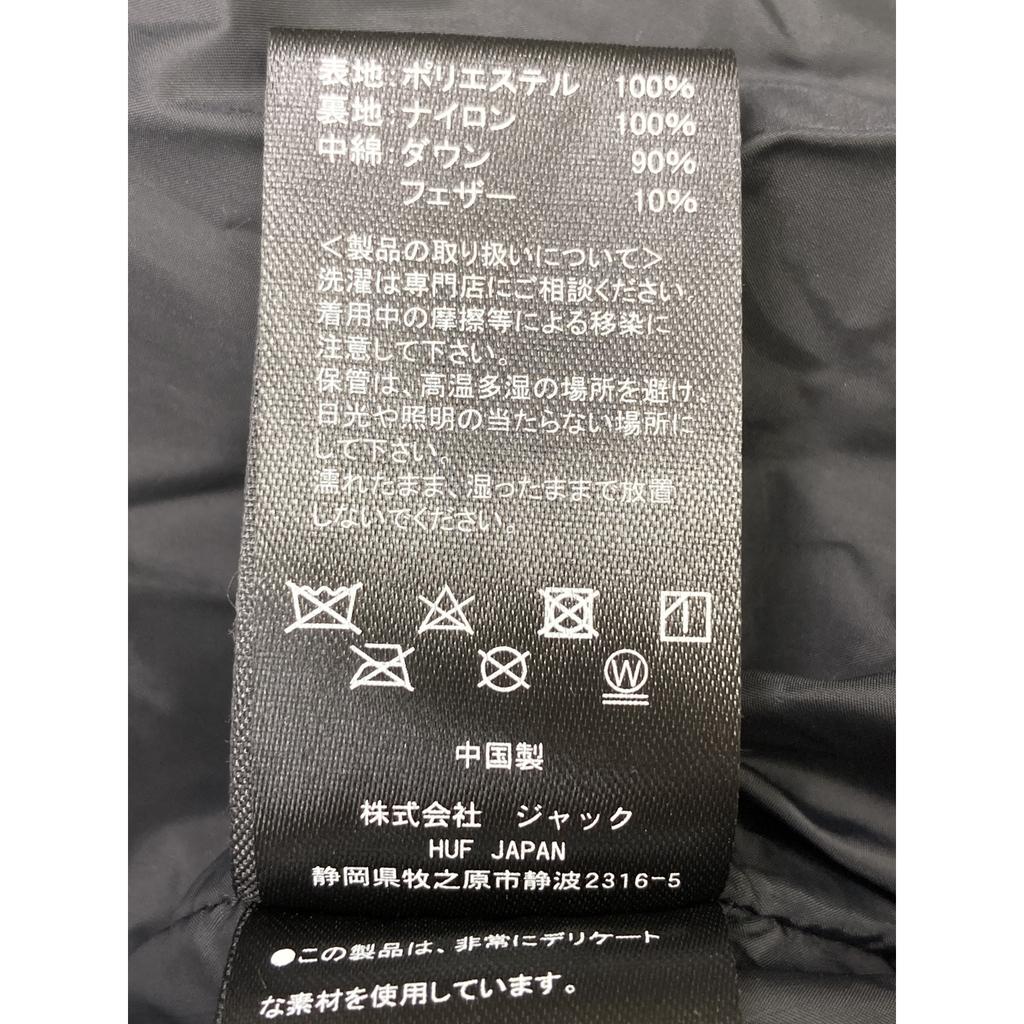 表地 ポリエステル 100%
裏地 ナイロン 100%
中綿 ダウン 90%
フェザー 10%
＜製品の取り扱いについて＞
洗濯は専門店にご相談ください。
着用中の摩擦等による移染に
注意して下さい。
保管は、高温多湿の場所を避け、
日光や照明の当たらない場所に
して下さい。
濡れたまま、湿ったままで放置
しないでください。
W
中国製
株式会社 ジャック
HUF JAPAN
静岡県牧之原市静波2316-5
●この製品は、非常にデリケート
な素材を使用しています。